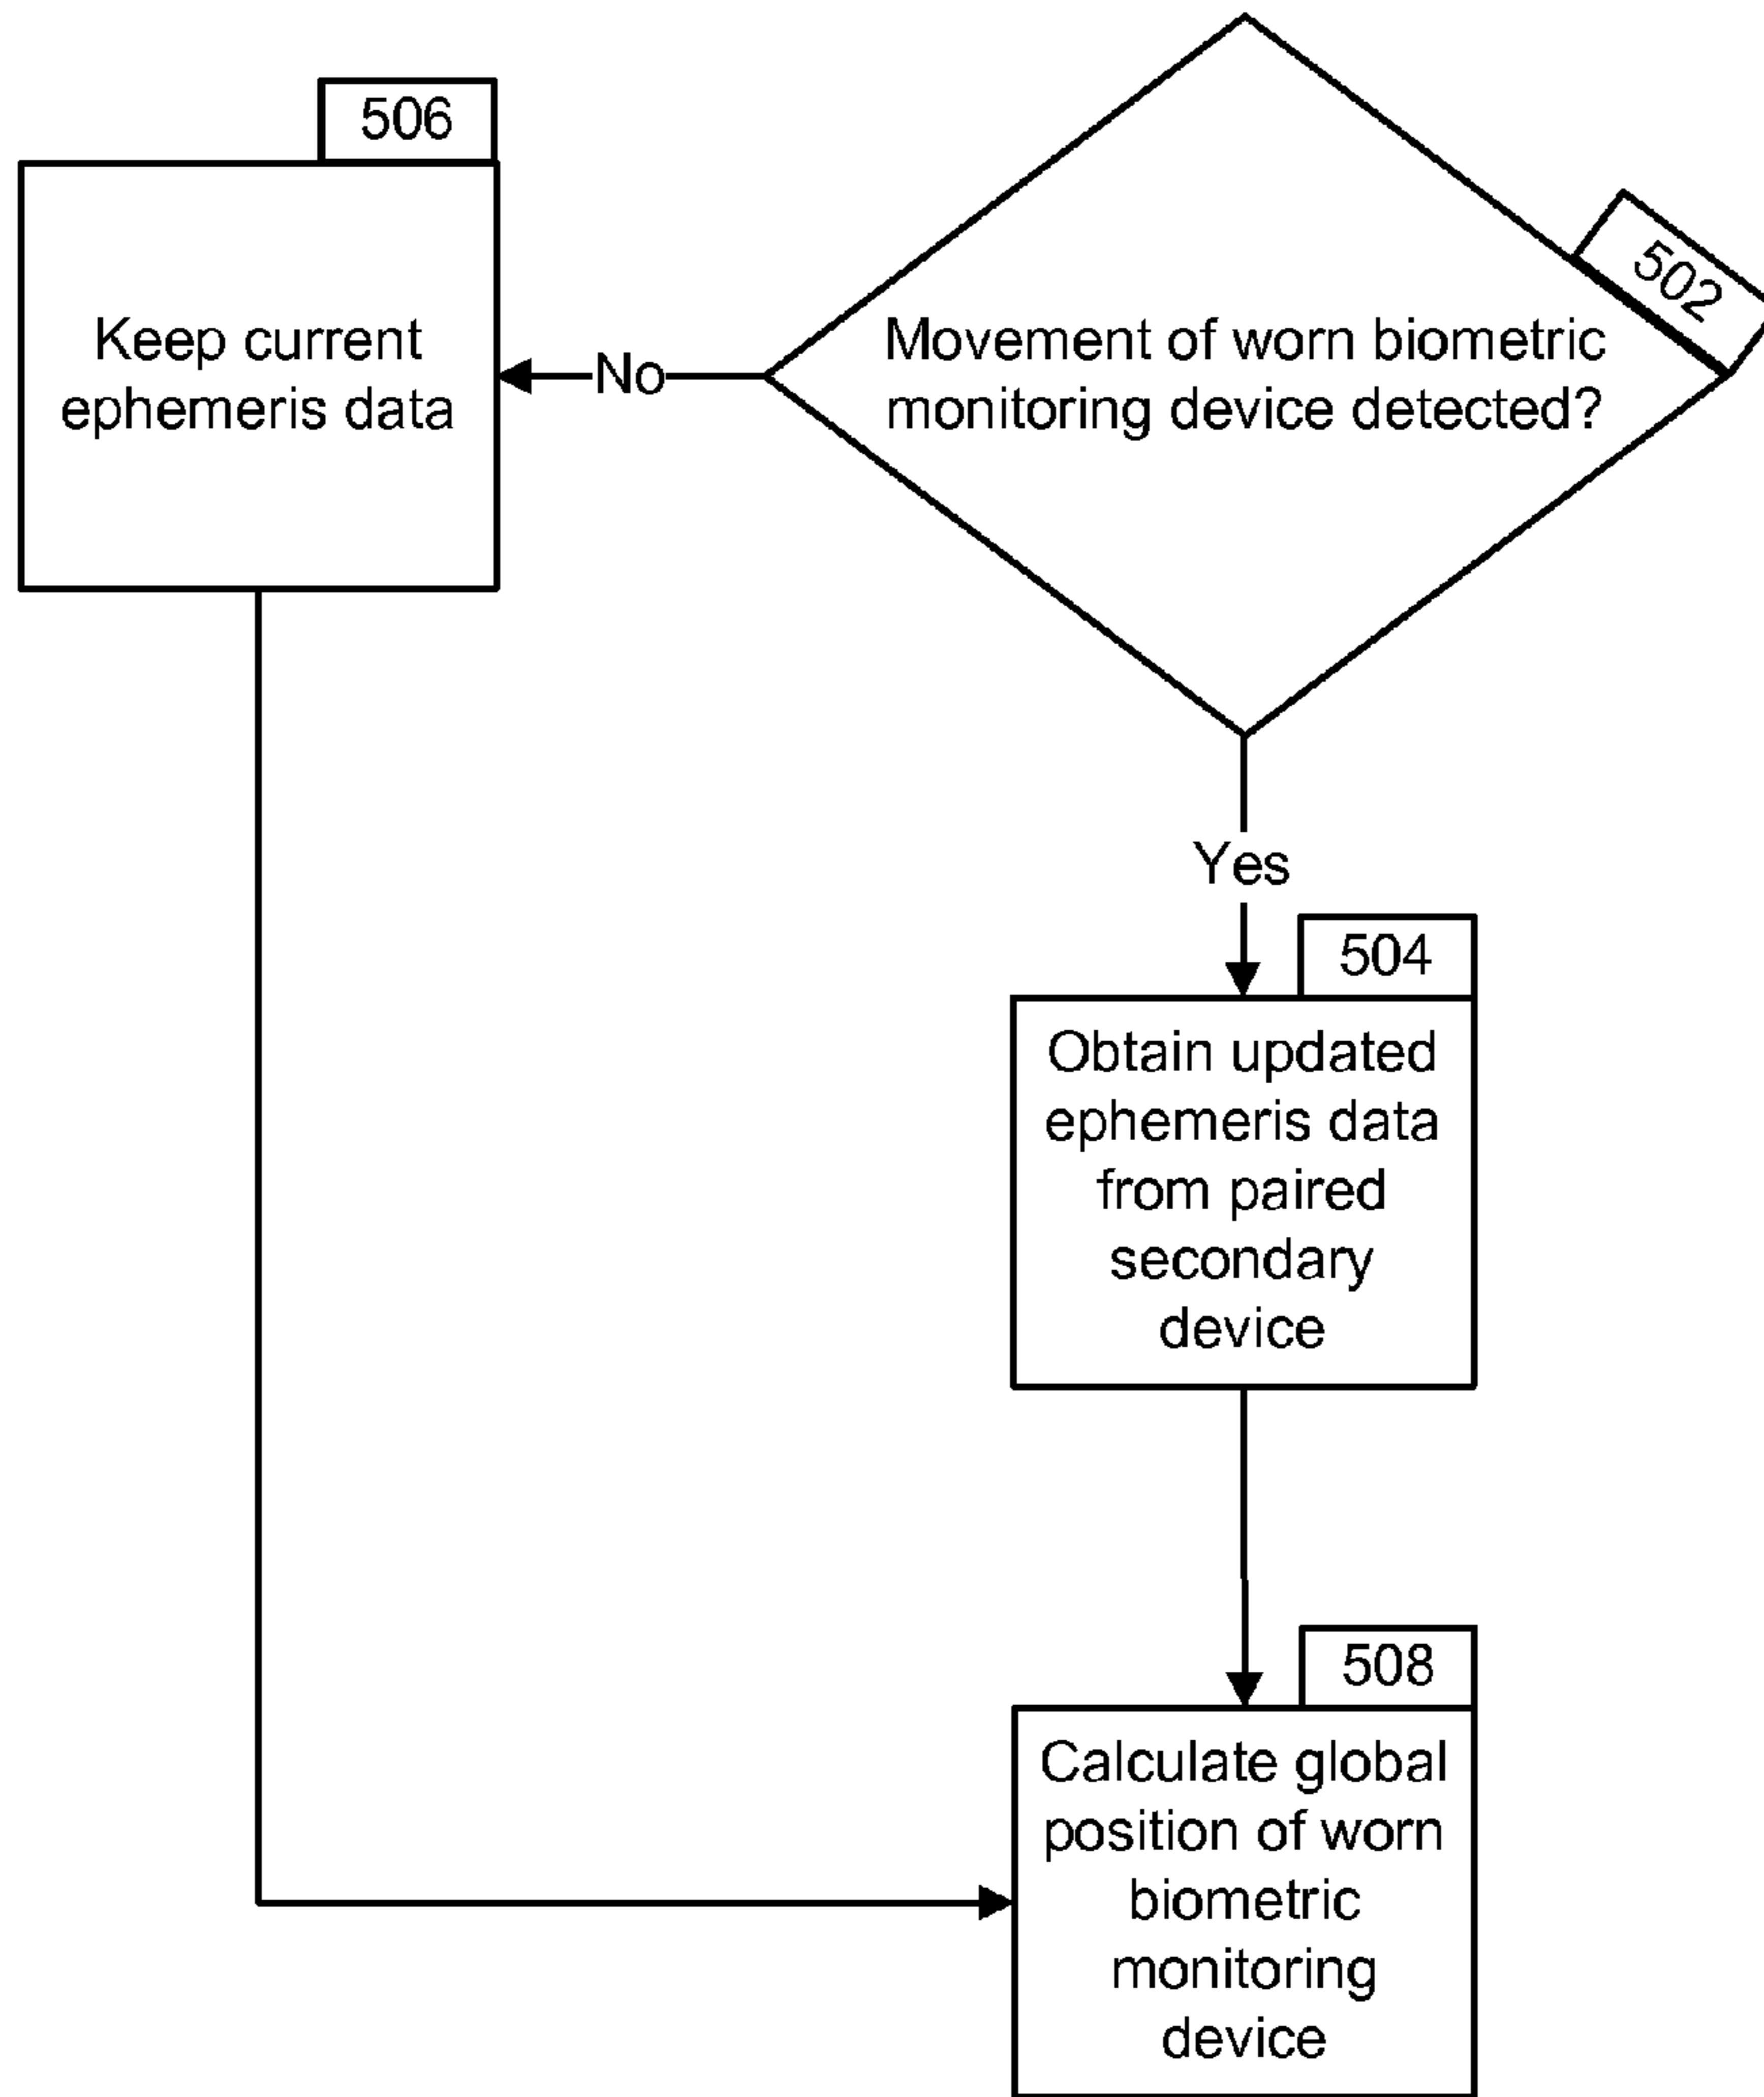 506
Keep current
ephemeris data
No
502
Movement of worn biometric
monitoring device detected?
Yes
504
Obtain updated
ephemeris data
from paired
secondary
device
508
Calculate global
position of worn
biometric
monitoring
device